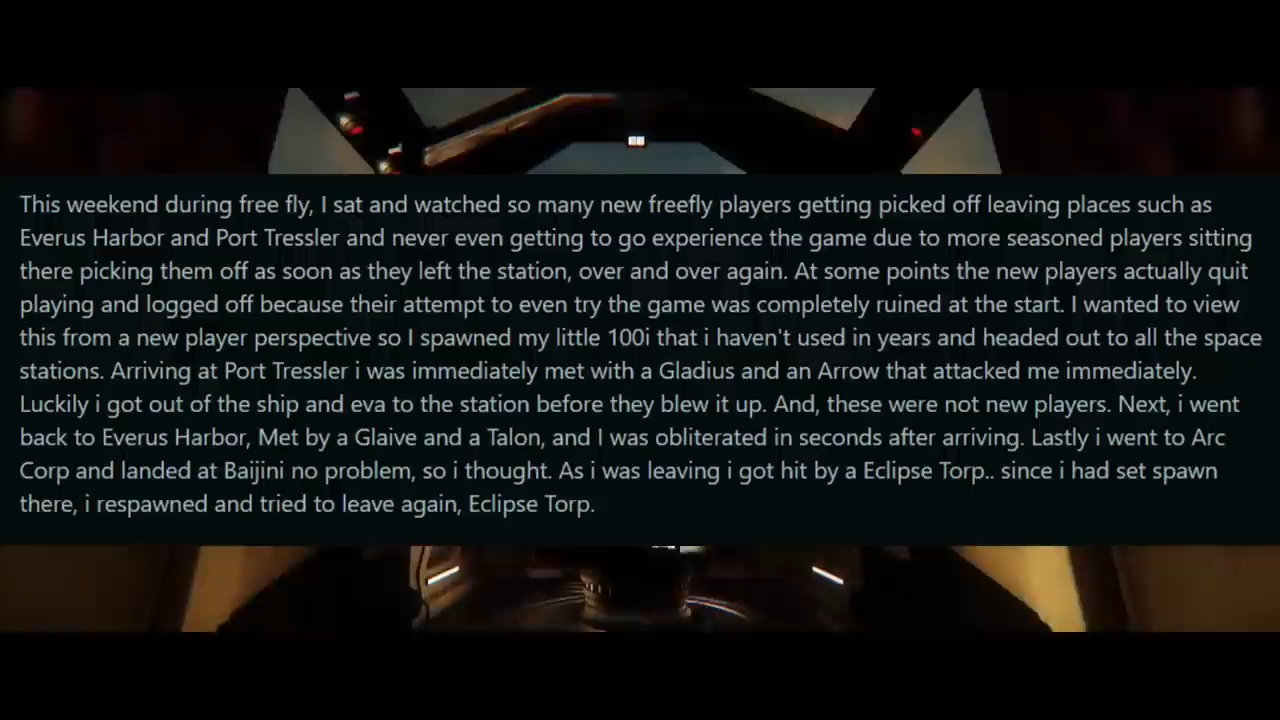 This weekend during free fly, I sat and watched so many new freefly players getting picked off leaving places such as
Everus Harbor and Port Tressler and never even getting to go experience the game due to more seasoned players sitting
there picking them off as soon as they left the station, over and over again. At some points the new players actually quit
playing and logged off because their attempt to even try the game was completely ruined at the start. I wanted to view
this from a new player perspective so I spawned my little 100i that i haven't used in years and headed out to all the space
stations. Arriving at Port Tressler i was immediately met with a Gladius and an Arrow that attacked me immediately.
Luckily i got out of the ship and eva to the station before they blew it up. And, these were not new players. Next, i went
back to Everus Harbor, Met by a Glaive and a Talon, and I was obliterated in seconds after arriving. Lastly i went to Arc
Corp and landed at Baijini no problem, so i thought. As i was leaving i got hit by a Eclipse Torp.. since i had set spawn
there, i respawned and tried to leave again, Eclipse Torp.